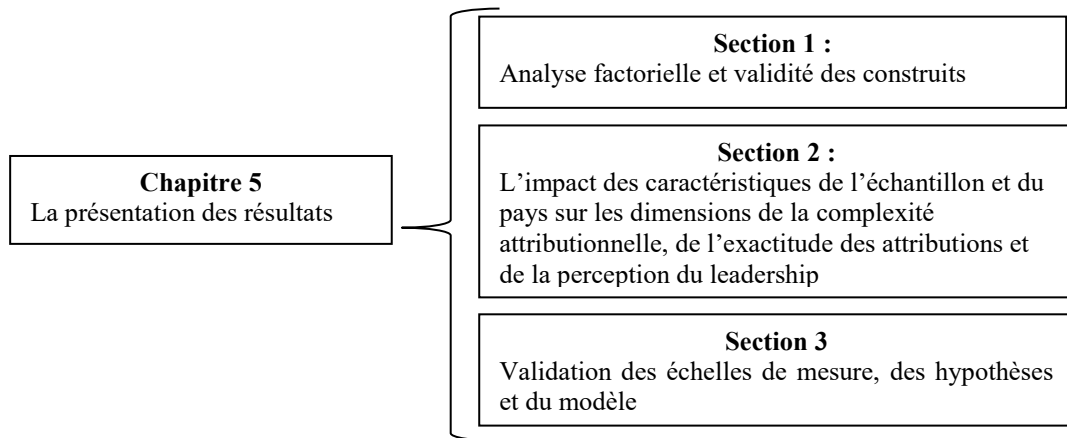 Chapitre 5
La présentation des résultats
Section 1 :
Analyse factorielle et validité des construits
Section 2 :
L’impact des caractéristiques de l’échantillon et du
pays sur les dimensions de la complexité
attributionnelle, de l’exactitude des attributions et
de la perception du leadership
Section 3
Validation des échelles de mesure, des hypothèses
et du modèle